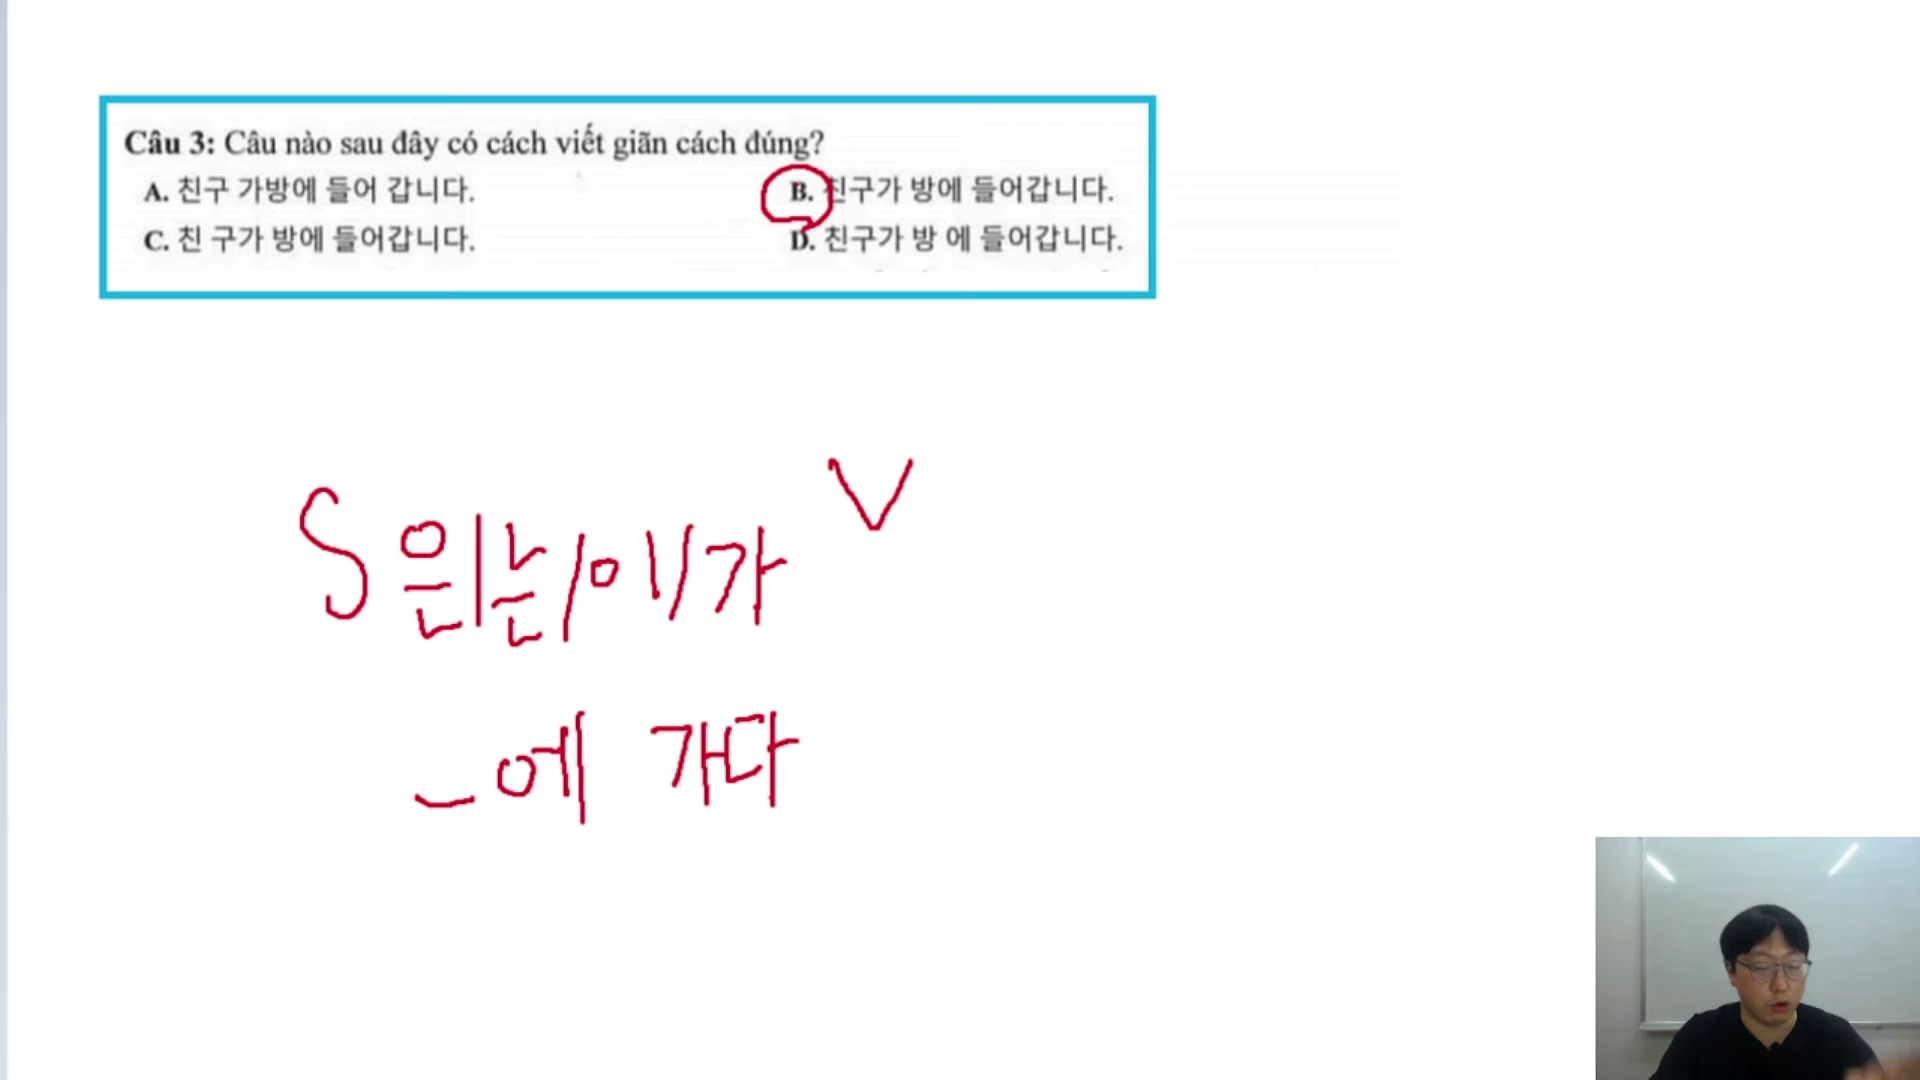 Câu 3: Câu nào sau đây có cách viết giãn cách đúng?
A. 친구 가방에 들어 갑니다.
B. 친구가 방에 들어갑니다.
C. 친 구가 방에 들어갑니다.
D. 친구가 방 에 들어갑니다.
S 은/는/이/가 V
_에 가다